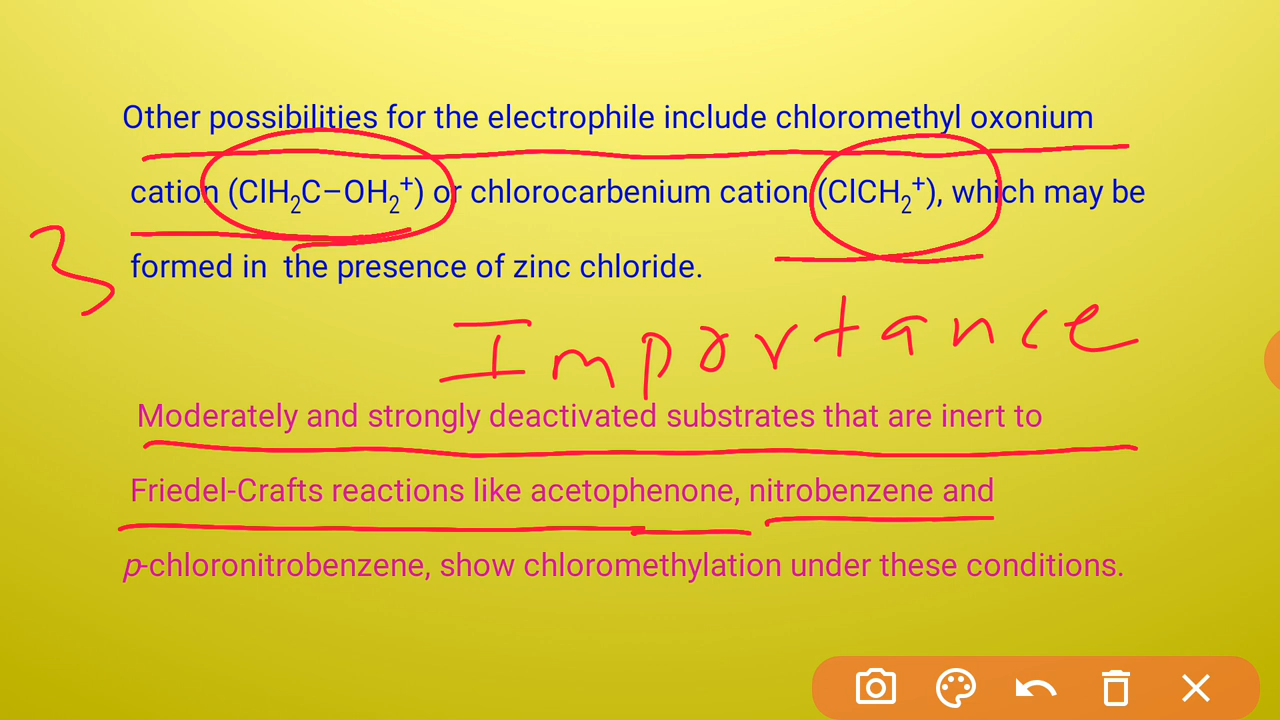 Other possibilities for the electrophile include chloromethyl oxonium
cation (ClH₂C–OH₂⁺) or chlorocarbenium cation (ClCH₂⁺), which may be
3
formed in the presence of zinc chloride.
Importance
Moderately and strongly deactivated substrates that are inert to
Friedel-Crafts reactions like acetophenone, nitrobenzene and
p-chloronitrobenzene, show chloromethylation under these conditions.